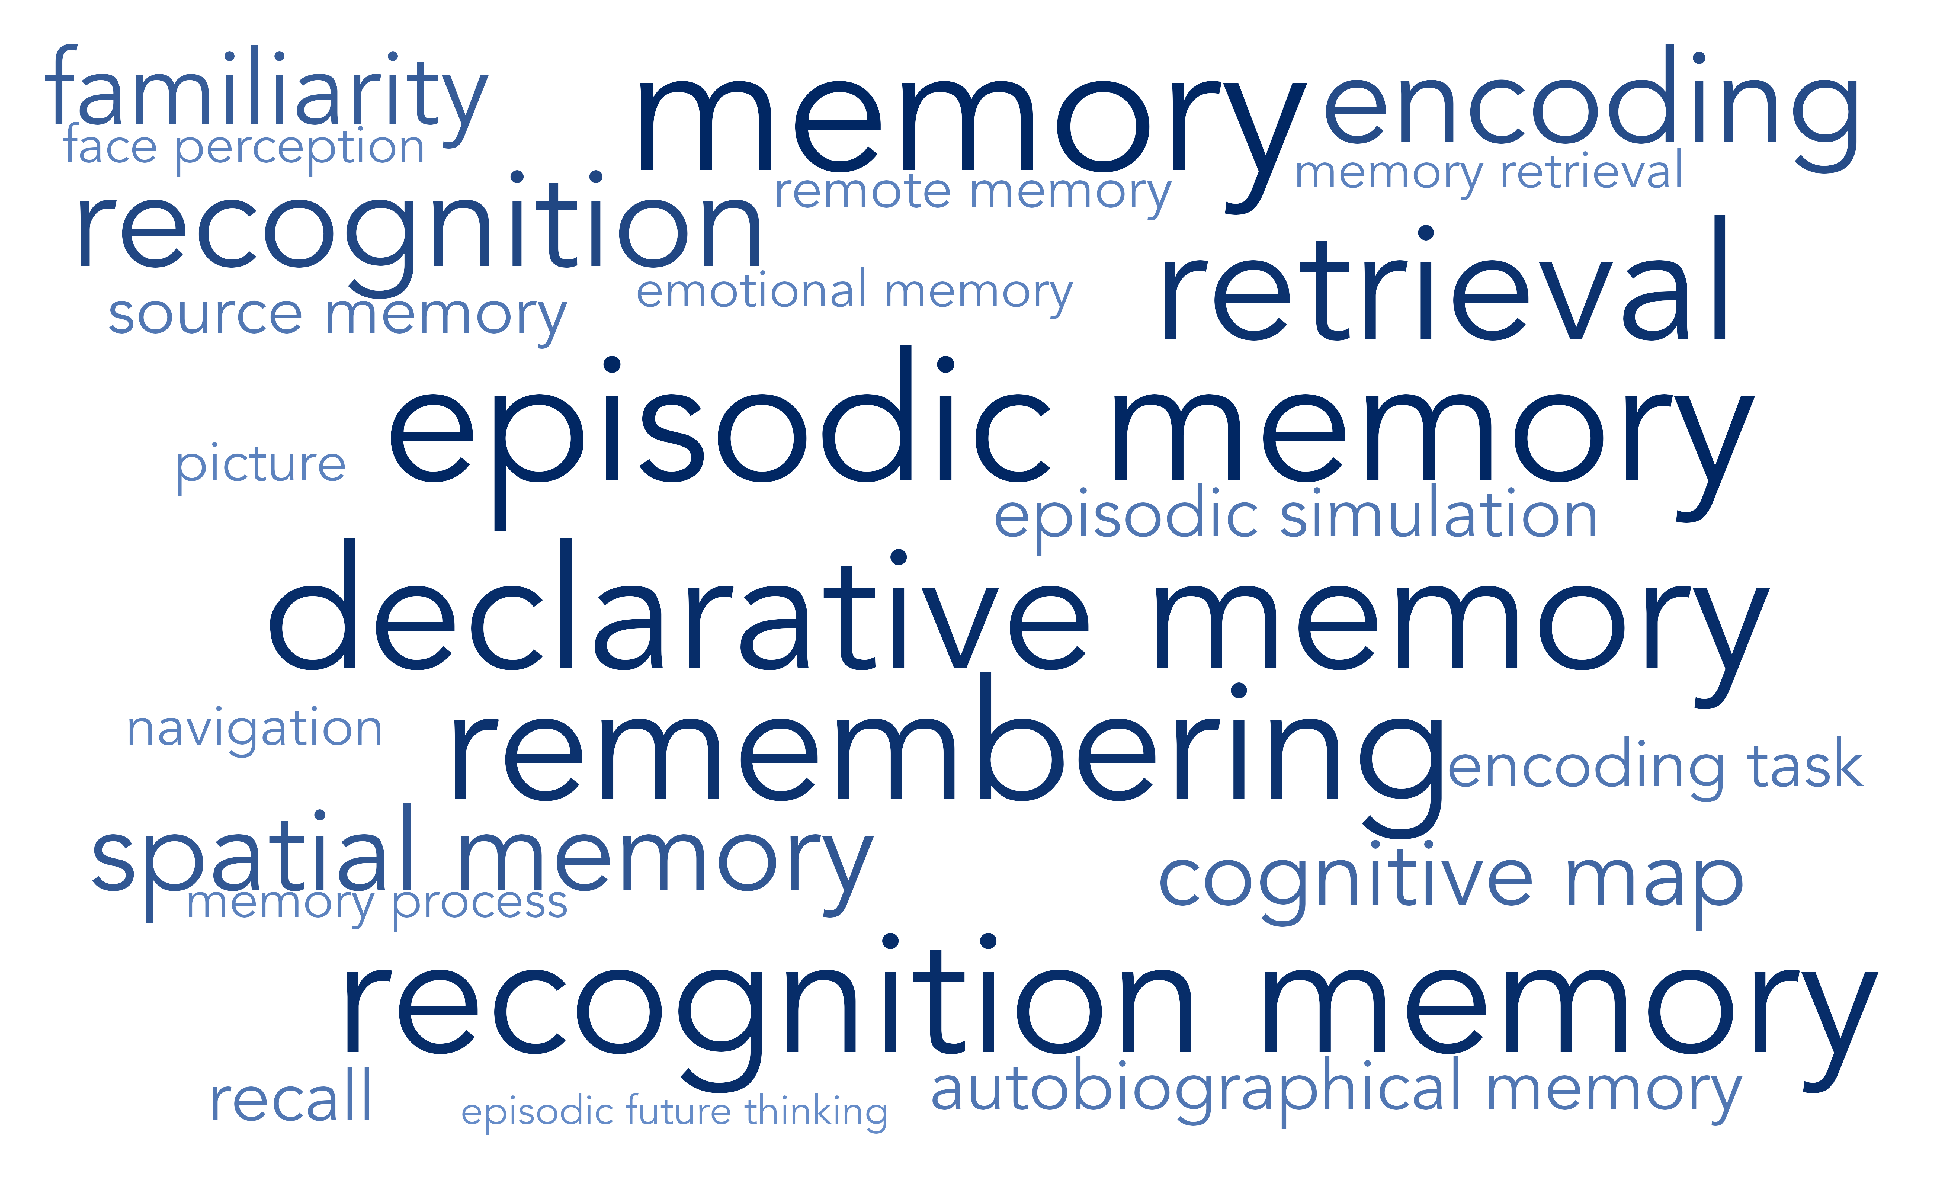 familiarity
memory
encoding
face perception
remote memory
memory retrieval
recognition
retrieval
source memory
emotional memory
episodic memory
picture
episodic simulation
declarative memory
navigation
remembering
encoding task
spatial memory
cognitive map
memory process
recognition memory
recall
episodic future thinking
autobiographical memory